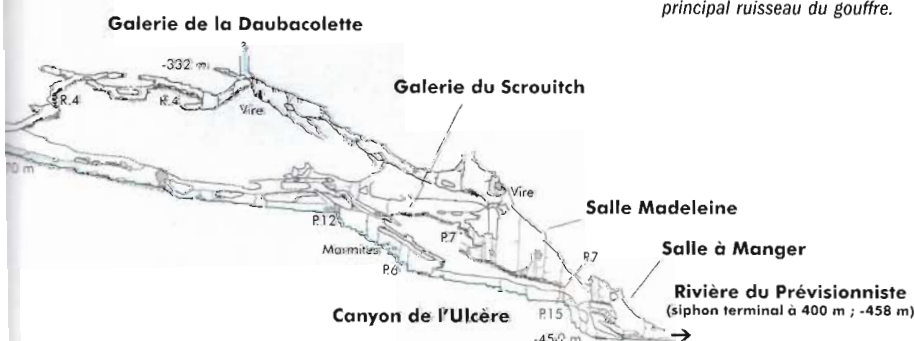 principal ruisseau du gouffre.
Galerie de la Daubacolette
-332 m
Galerie du Scrouitch
R.4
R.4
Vire
Vire
Salle Madeleine
P.12
P.7
Marmites
P.6
P.7
Salle à Manger
Rivière du Prévisionniste
(siphon terminal à 400 m ; -458 m)
Canyon de l'Ulcère
P.15